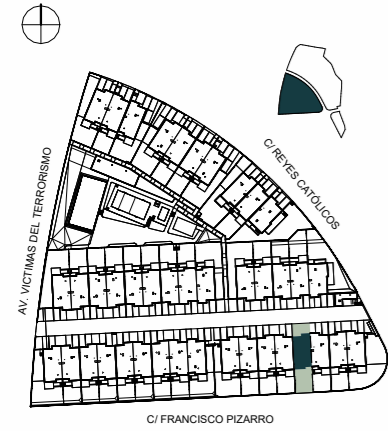 C/ REYES CATÓLICOS
AV. VICTIMAS DEL TERRORISMO
C/ FRANCISCO PIZARRO